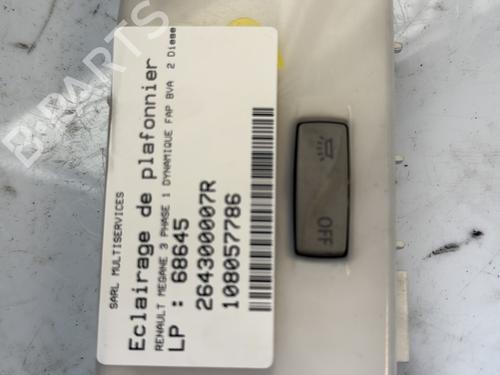 SARL MULTISERVICES
Eclairage de plafonnier
RENAULT MEGANE 3 PHASE 1 DYNAMIQUE FAP BVA 2 Diese
LP : 68645
264300007R
108057786
OFF
B-PARTS